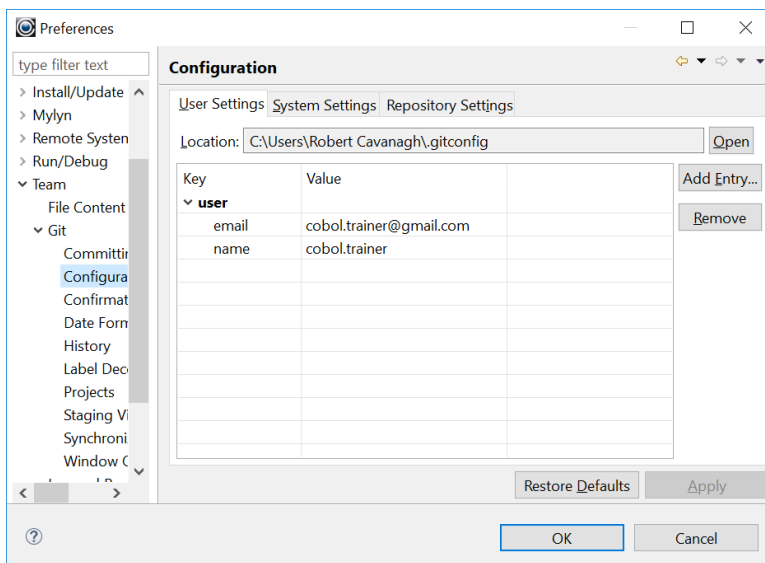 Preferences
type filter text
Install/Update
Mylyn
Remote System
Run/Debug
Team
File Content
Git
Committin
Configura
Confirmat
Date Form
History
Label Deco
Projects
Staging Vi
Synchroni
Window C
Configuration
User Settings System Settings Repository Settings
Location: C:\Users\Robert Cavanagh\.gitconfig Open
Key Value
user
email cobol.trainer@gmail.com
name cobol.trainer
Add Entry...
Remove
Restore Defaults Apply
OK Cancel